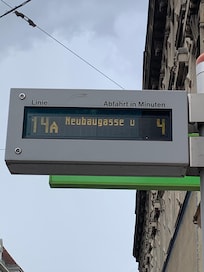 Linie Abfahrt in Minuten
14A Neubaugasse U 4